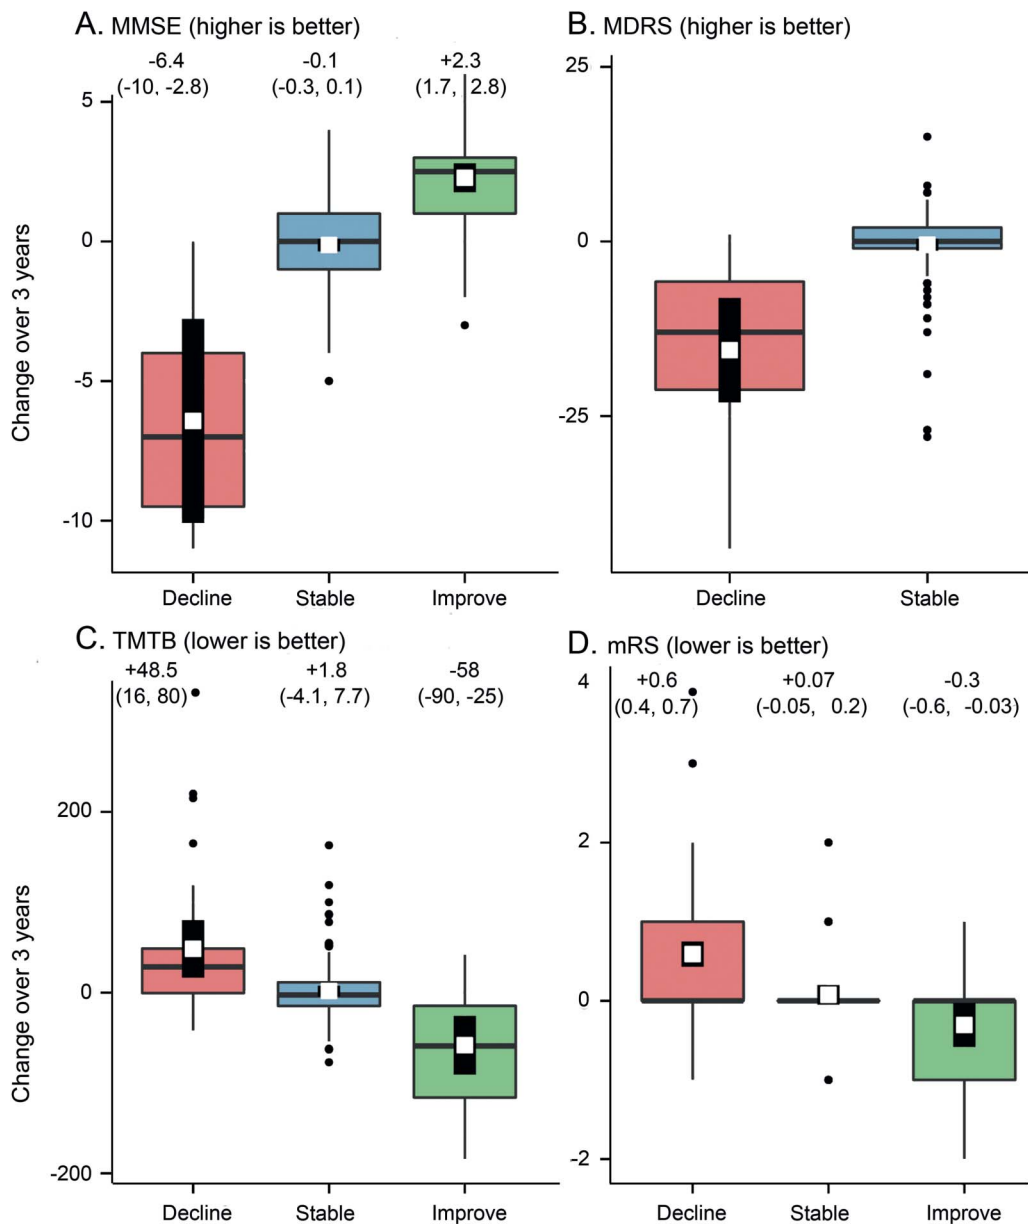 A. MMSE (higher is better)
-6.4
(-10, -2.8)
-0.1
(-0.3, 0.1)
+2.3
(1.7, 2.8)
5
0
-5
-10
Change over 3 years
Decline
Stable
Improve
B. MDRS (higher is better)
25
0
-25
Decline
Stable
C. TMTB (lower is better)
+48.5
(16, 80)
+1.8
(-4.1, 7.7)
-58
(-90, -25)
200
0
-200
Change over 3 years
Decline
Stable
Improve
D. mRS (lower is better)
+0.6
(0.4, 0.7)
+0.07
(-0.05, 0.2)
-0.3
(-0.6, -0.03)
4
2
0
-2
Decline
Stable
Improve